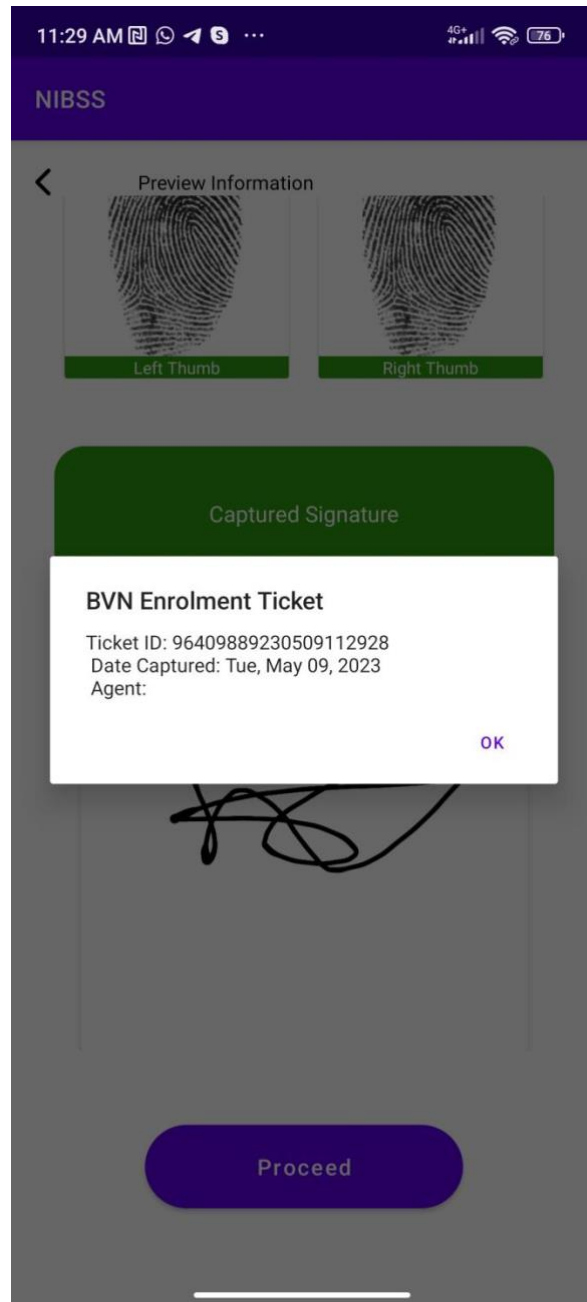 11:29 AM
4G+
76
NIBSS
Preview Information
Left Thumb
Right Thumb
Captured Signature
BVN Enrolment Ticket
Ticket ID: 96409889230509112928
Date Captured: Tue, May 09, 2023
Agent:
OK
Proceed